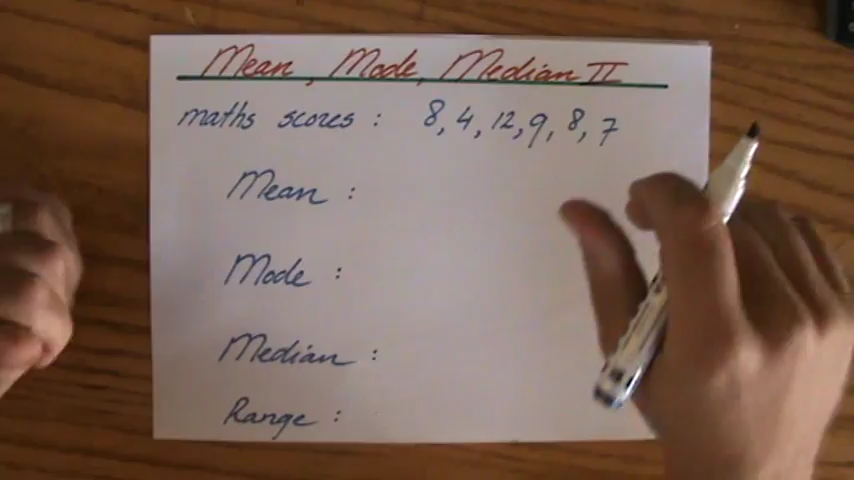 Mean, Mode, Median II
maths scores : 8, 4, 12, 9, 8, 7
Mean :
Mode :
Median :
Range :